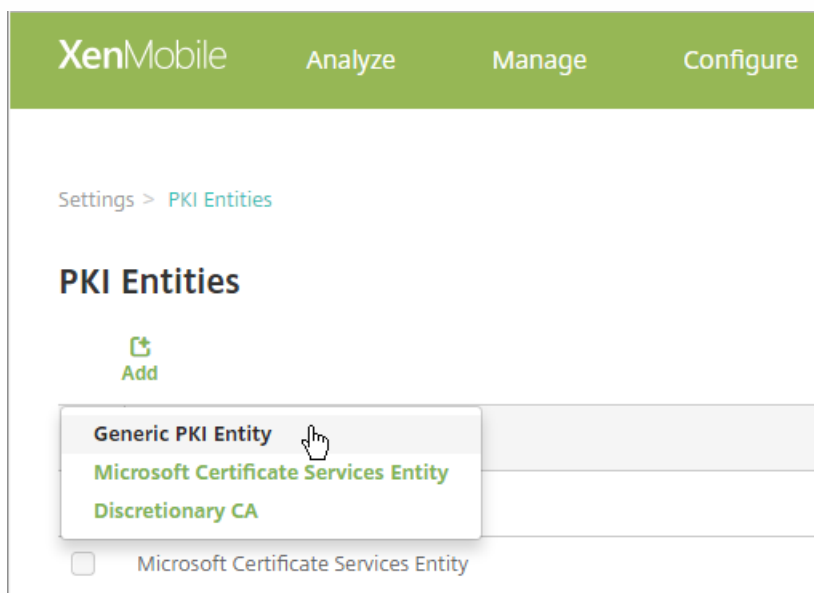 XenMobile Analyze Manage Configure
Settings > PKI Entities
PKI Entities
Add
Generic PKI Entity
Microsoft Certificate Services Entity
Discretionary CA
Microsoft Certificate Services Entity